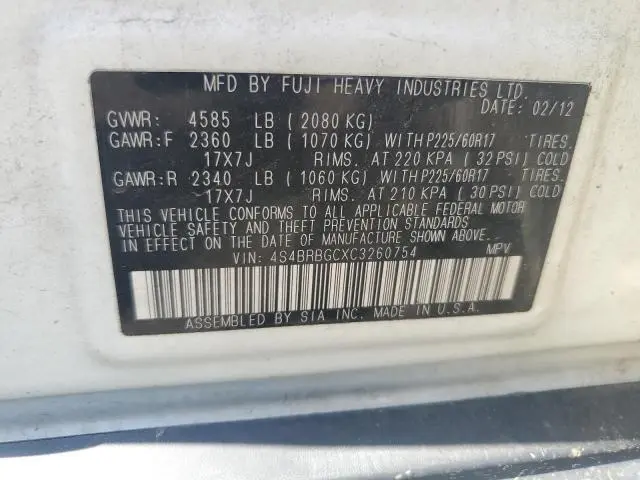 MFD BY FUJI HEAVY INDUSTRIES LTD.
DATE: 02/12
GVWR: 4585 LB ( 2080 KG)
GAWR:F 2360 LB ( 1070 KG) WITH P225/60R17 TIRES.
17X7J RIMS. AT 220 KPA ( 32 PSI) COLD
GAWR:R 2340 LB ( 1060 KG) WITH P225/60R17 TIRES.
17X7J RIMS. AT 210 KPA ( 30 PSI) COLD
THIS VEHICLE CONFORMS TO ALL APPLICABLE FEDERAL MOTOR
VEHICLE SAFETY AND THEFT PREVENTION STANDARDS
IN EFFECT ON THE DATE OF MANUFACTURE SHOWN ABOVE.
VIN: 4S4BRBGCXC3260754 MPV
ASSEMBLED BY SIA INC. MADE IN U.S.A.